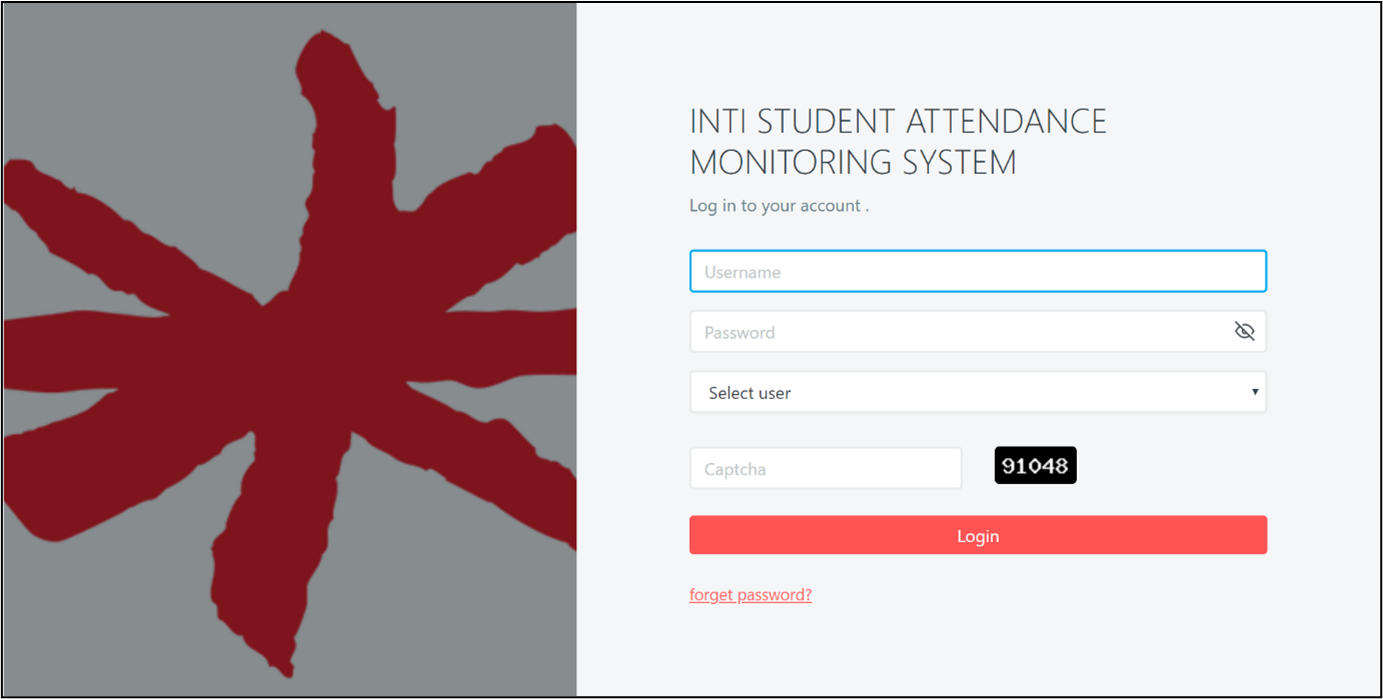 INTI STUDENT ATTENDANCE
MONITORING SYSTEM
Log in to your account .
Username
Password
Select user
Captcha
91048
Login
forget password?